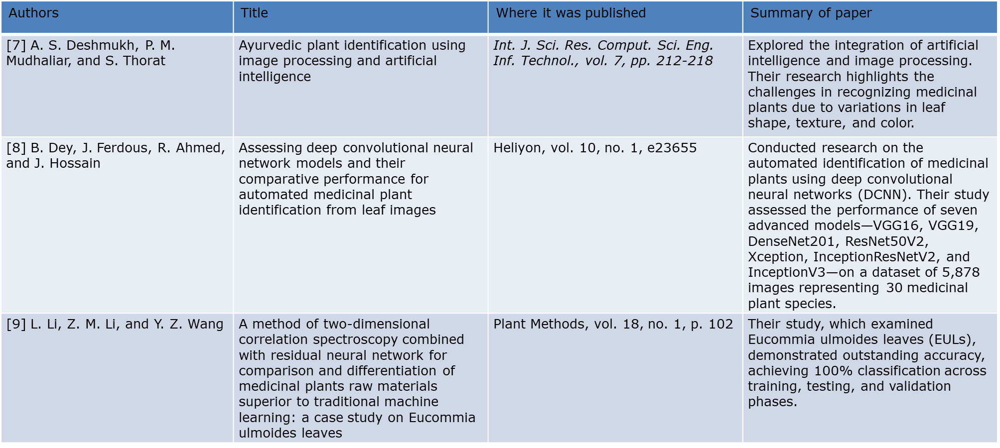 Authors
Title
Where it was published
Summary of paper
[7] A. S. Deshmukh, P. M.
Mudhaliar, and S. Thorat
Ayurvedic plant identification using
image processing and artificial
intelligence
Int. J. Sci. Res. Comput. Sci. Eng.
Inf. Technol., vol. 7, pp. 212-218
Explored the integration of artificial
intelligence and image processing.
Their research highlights the
challenges in recognizing medicinal
plants due to variations in leaf
shape, texture, and color.
[8] B. Dey, J. Ferdous, R. Ahmed,
and J. Hossain
Assessing deep convolutional neural
network models and their
comparative performance for
automated medicinal plant
identification from leaf images
Heliyon, vol. 10, no. 1, e23655
Conducted research on the
automated identification of medicinal
plants using deep convolutional
neural networks (DCNN). Their study
assessed the performance of seven
advanced models—VGG16, VGG19,
DenseNet201, ResNet50V2,
Xception, InceptionResNetV2, and
InceptionV3—on a dataset of 5,878
images representing 30 medicinal
plant species.
[9] L. Li, Z. M. Li, and Y. Z. Wang
A method of two-dimensional
correlation spectroscopy combined
with residual neural network for
comparison and differentiation of
medicinal plants raw materials
superior to traditional machine
learning: a case study on Eucommia
ulmoides leaves
Plant Methods, vol. 18, no. 1, p. 102
Their study, which examined
Eucommia ulmoides leaves (EULs),
demonstrated outstanding accuracy,
achieving 100% classification across
training, testing, and validation
phases.